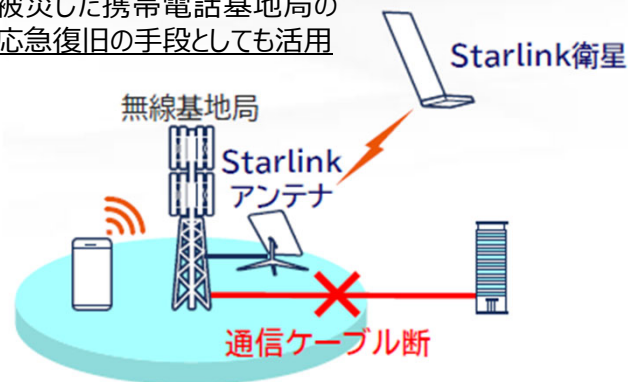 被災した携帯電話基地局の
応急復旧の手段としても活用
Starlink衛星
無線基地局
Starlink
アンテナ
通信ケーブル断